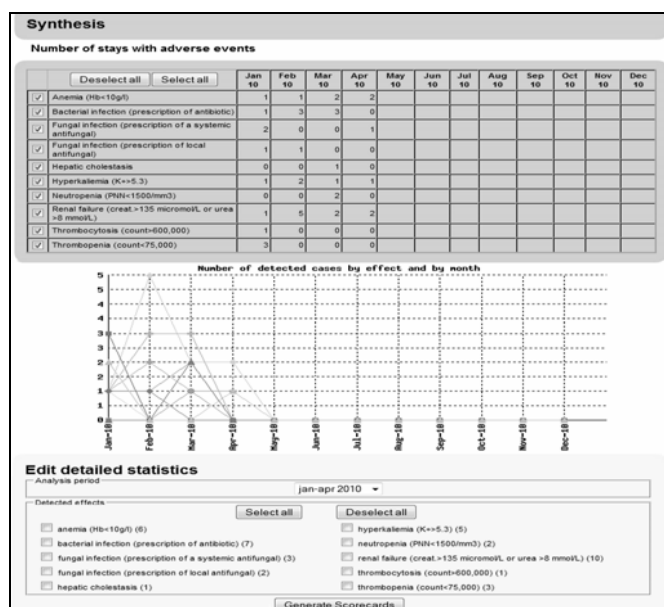 Synthesis
Number of stays with adverse events
Deselect all Select all Jan 10 Feb 10 Mar 10 Apr 10 May 10 Jun 10 Jul 10 Aug 10 Sep 10 Oct 10 Nov 10 Dec 10
Anemia (Hb<10g/l) 1 1 2 2
Bacterial infection (prescription of antibiotic) 1 3 3 0
Fungal infection (prescription of a systemic antifungal) 2 0 0 1
Fungal infection (prescription of local antifungal) 1 1 0 0
Hepatic cholestasis 0 0 1 0
Hyperkaliemia (K=>5.3) 1 2 1 1
Neutropenia (PNN<1500/mm3) 0 0 2 0
Renal failure (creat.>135 micromol/L or urea >8 mmol/L) 1 5 2 2
Thrombocytosis (count>600,000) 1 0 0 0
Thrombopenia (count<75,000) 3 0 0 0
Number of detected cases by effect and by month
5
5
4
4
3
3
2
2
1
1
0
Jan-10 Feb-10 Mar-10 Apr-10 May-10 Jun-10 Jul-10 Aug-10 Sep-10 Oct-10 Nov-10 Dec-10
Edit detailed statistics
Analysis period
jan-apr 2010
Detected effects
Select all Deselect all
anemia (Hb<10g/l) (6) hyperkaliemia (K=>5.3) (5)
bacterial infection (prescription of antibiotic) (7) neutropenia (PNN<1500/mm3) (2)
fungal infection (prescription of a systemic antifungal) (3) renal failure (creat.>135 micromol/L or urea >8 mmol/L) (10)
fungal infection (prescription of local antifungal) (2) thrombocytosis (count>600,000) (1)
hepatic cholestasis (1) thrombopenia (count<75,000) (3)
Generate Scorecards